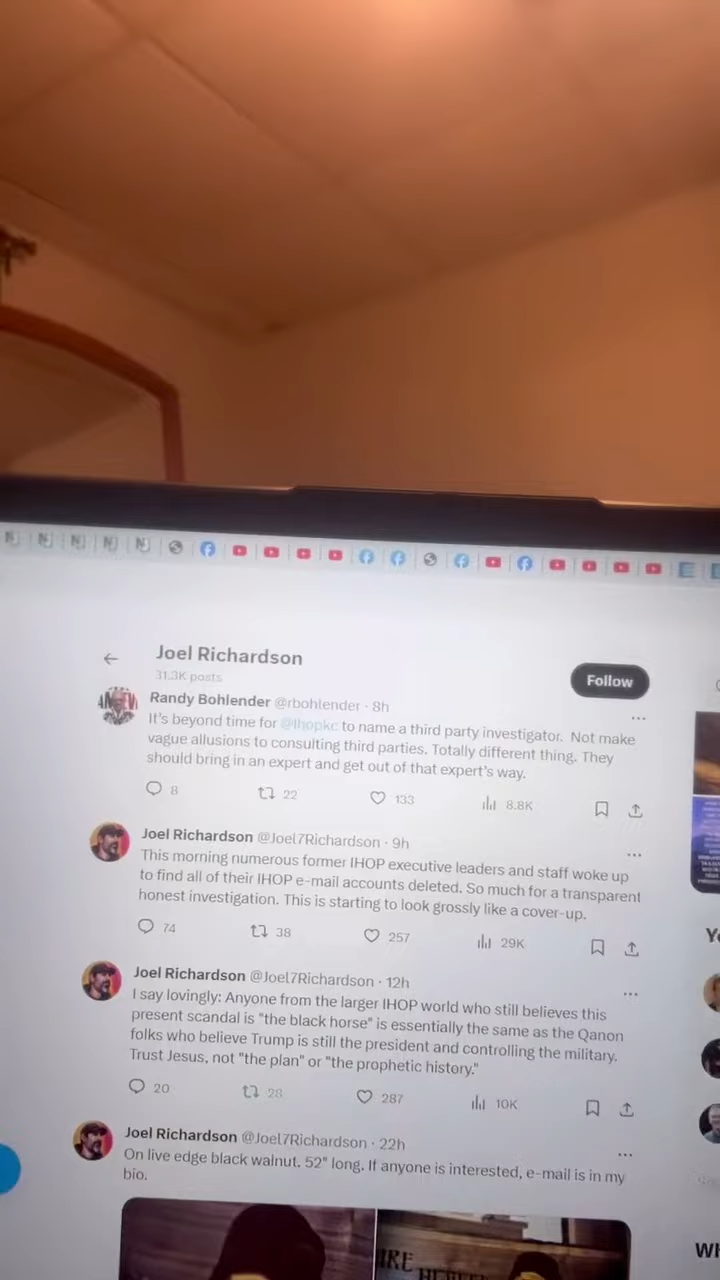 Joel Richardson
31.3K posts
Follow
Randy Bohlender @rbohlender · 8h
It's beyond time for @ihopkc to name a third party investigator. Not make
vague allusions to consulting third parties. Totally different thing. They
should bring in an expert and get out of that expert's way.
8 22 133 8.8K
Joel Richardson @Joel7Richardson · 9h
This morning numerous former IHOP executive leaders and staff woke up
to find all of their IHOP e-mail accounts deleted. So much for a transparent
honest investigation. This is starting to look grossly like a cover-up.
74 38 257 29K
Joel Richardson @Joel7Richardson · 12h
I say lovingly: Anyone from the larger IHOP world who still believes this
present scandal is "the black horse" is essentially the same as the Qanon
folks who believe Trump is still the president and controlling the military.
Trust Jesus, not "the plan" or "the prophetic history."
20 28 287 10K
Joel Richardson @Joel7Richardson · 22h
On live edge black walnut. 52" long. If anyone is interested, e-mail is in my
bio.